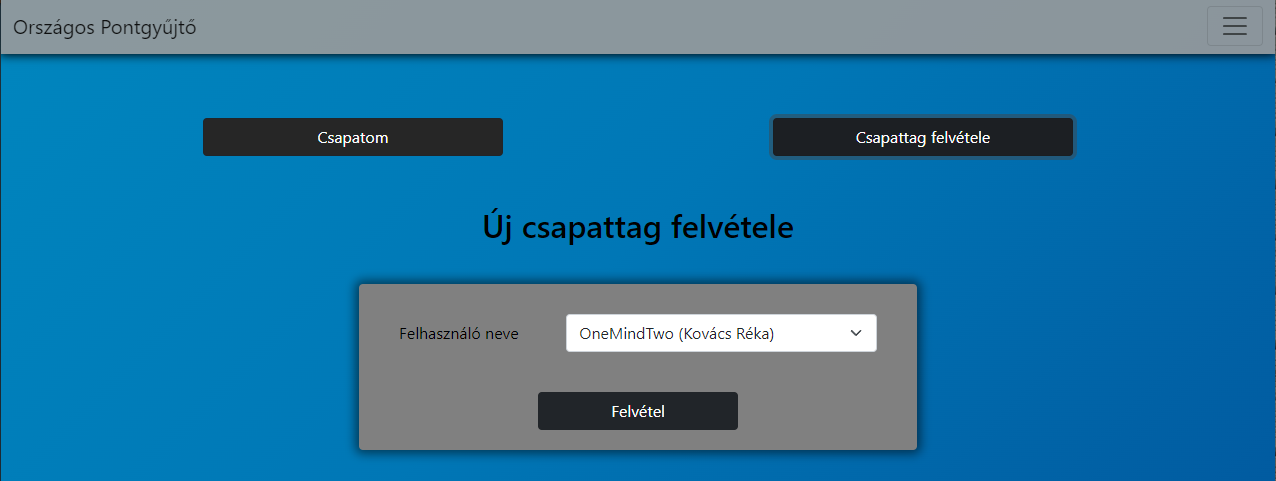 Országos Pontgyűjtő
Csapatom
Csapattag felvétele
Új csapattag felvétele
Felhasználó neve
OneMindTwo (Kovács Réka)
Felvétel